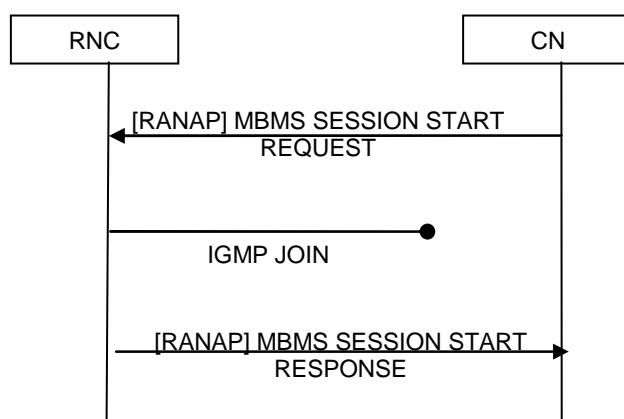 RNC
CN
[RANAP] MBMS SESSION START
REQUEST
IGMP JOIN
[RANAP] MBMS SESSION START
RESPONSE